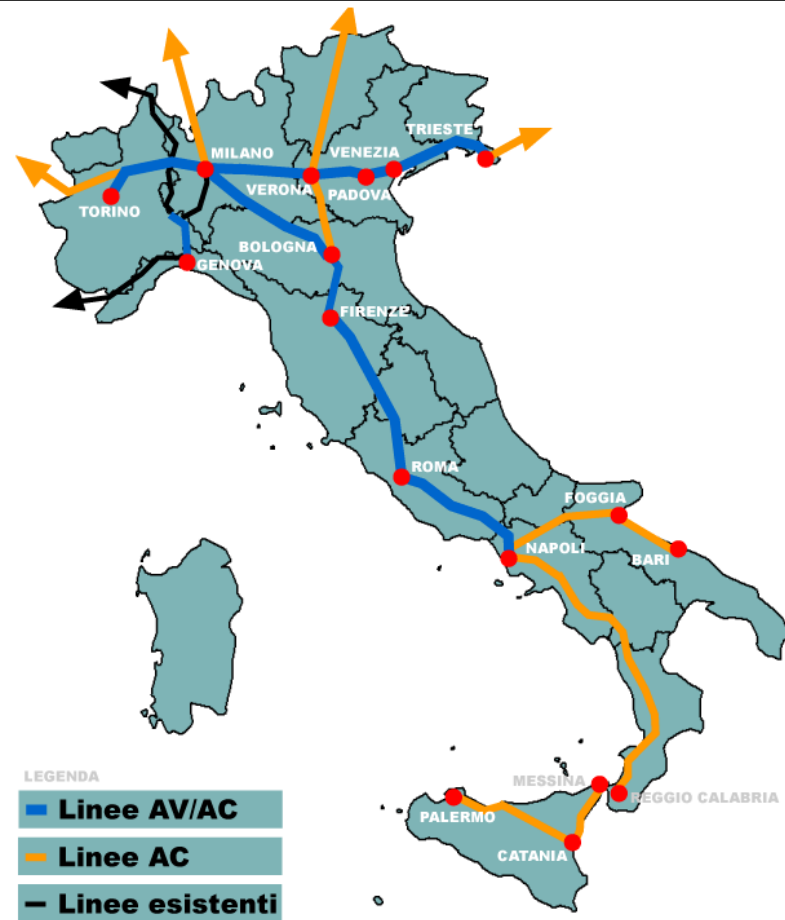 TRIESTE
MILANO
VENEZIA
VERONA
PADOVA
TORINO
BOLOGNA
GENOVA
FIRENZE
ROMA
FOGGIA
NAPOLI
BARI
LEGENDA
MESSINA
REGGIO CALABRIA
Linee AV/AC
PALERMO
Linee AC
CATANIA
Linee esistenti